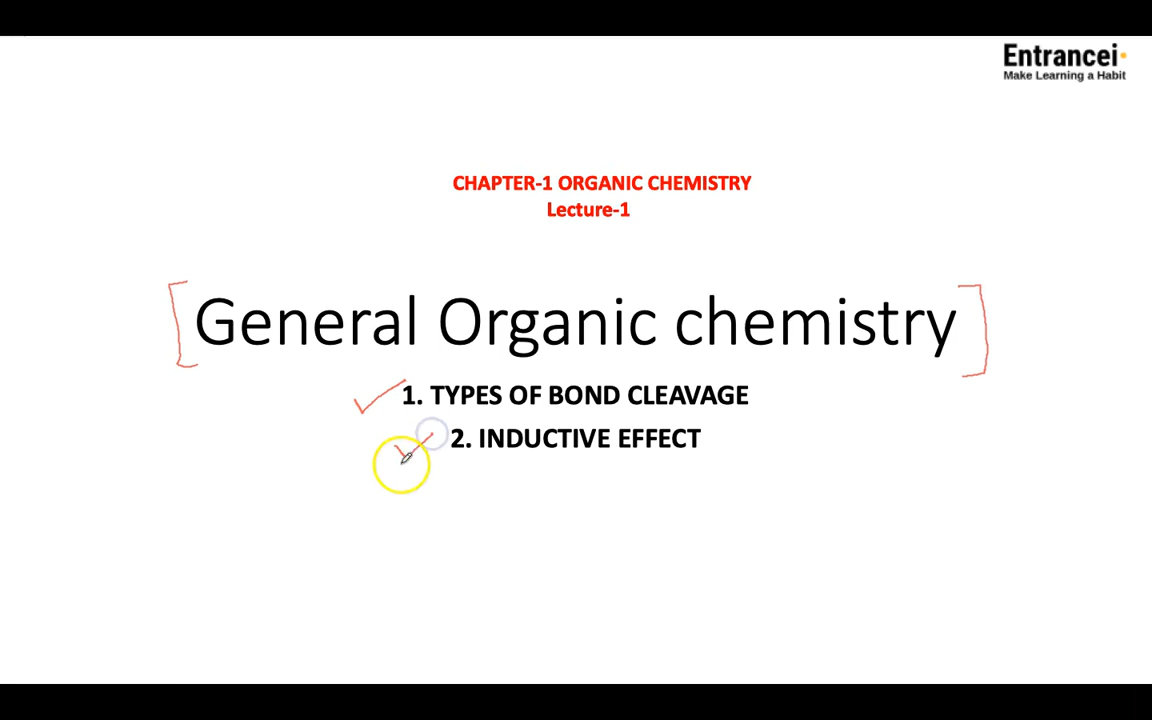 Entrancei
Make Learning a Habit
CHAPTER-1 ORGANIC CHEMISTRY
Lecture-1
General Organic chemistry
1. TYPES OF BOND CLEAVAGE
2. INDUCTIVE EFFECT